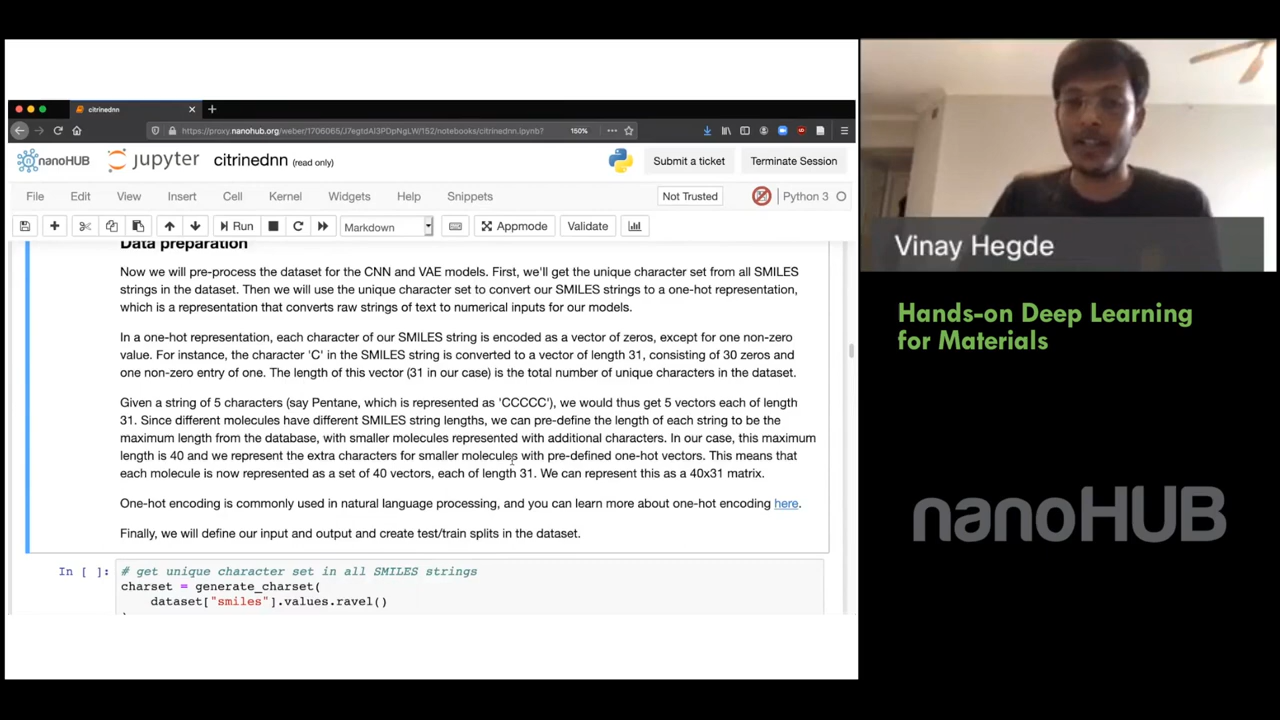 citrinednn
https://proxy.nanohub.org/weber/1706065/J7egtdAI3PDpNgLW/152/notebooks/citrinednn.ipynb?
150%
nanoHUB
jupyter
citrinednn (read only)
Submit a ticket
Terminate Session
File Edit View Insert Cell Kernel Widgets Help Snippets
Not Trusted
Python 3
Run
Markdown
Appmode
Validate
Data preparation
Now we will pre-process the dataset for the CNN and VAE models. First, we'll get the unique character set from all SMILES
strings in the dataset. Then we will use the unique character set to convert our SMILES strings to a one-hot representation,
which is a representation that converts raw strings of text to numerical inputs for our models.
In a one-hot representation, each character of our SMILES string is encoded as a vector of zeros, except for one non-zero
value. For instance, the character 'C' in the SMILES string is converted to a vector of length 31, consisting of 30 zeros and
one non-zero entry of one. The length of this vector (31 in our case) is the total number of unique characters in the dataset.
Given a string of 5 characters (say Pentane, which is represented as 'CCCCC'), we would thus get 5 vectors each of length
31. Since different molecules have different SMILES string lengths, we can pre-define the length of each string to be the
maximum length from the database, with smaller molecules represented with additional characters. In our case, this maximum
length is 40 and we represent the extra characters for smaller molecules with pre-defined one-hot vectors. This means that
each molecule is now represented as a set of 40 vectors, each of length 31. We can represent this as a 40x31 matrix.
One-hot encoding is commonly used in natural language processing, and you can learn more about one-hot encoding here.
Finally, we will define our input and output and create test/train splits in the dataset.
In [ ]: # get unique character set in all SMILES strings
charset = generate_charset(
dataset["smiles"].values.ravel()
Vinay Hegde
Hands-on Deep Learning
for Materials
nanoHUB